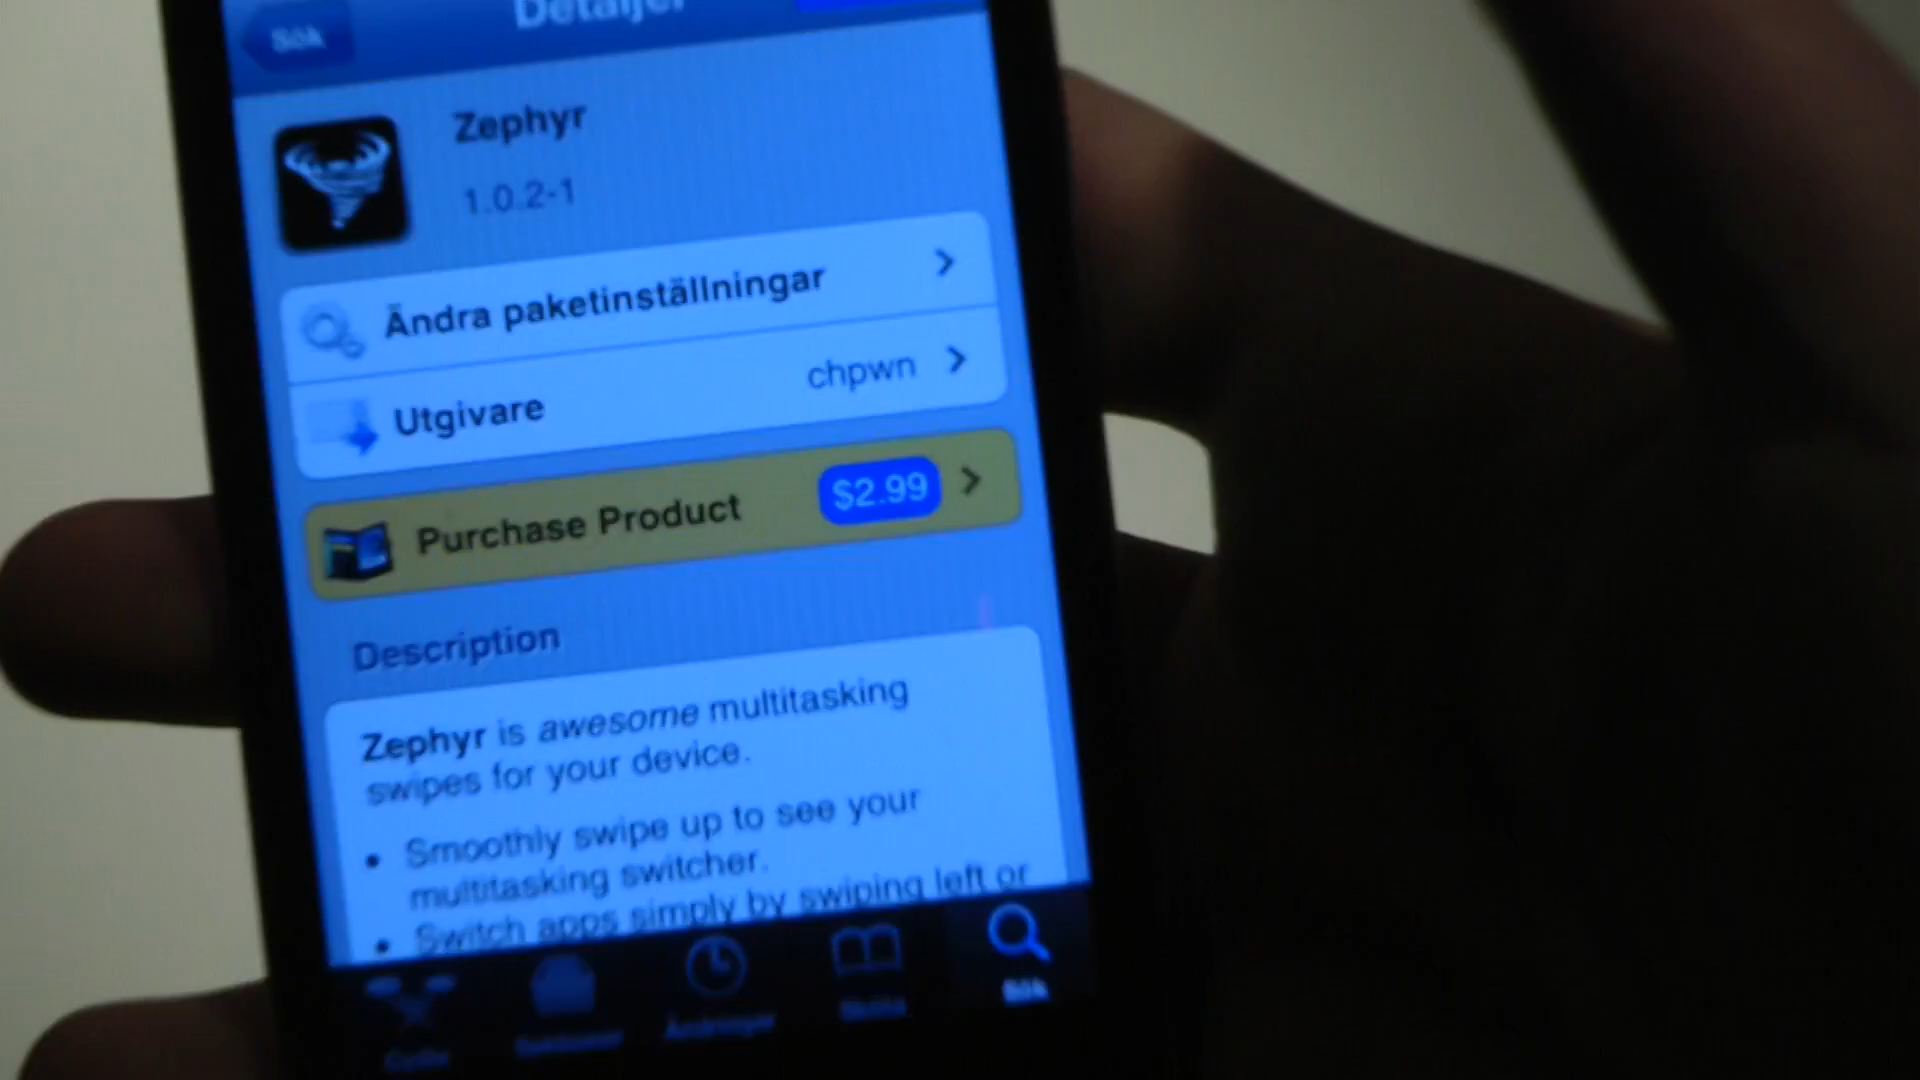 Sök
Detaljer
Zephyr
1.0.2-1
Ändra paketinställningar
Utgivare chpwn
Purchase Product $2.99
Description
Zephyr is awesome multitasking
swipes for your device.
• Smoothly swipe up to see your
multitasking switcher.
• Switch apps simply by swiping left or
Ändringar
Sök